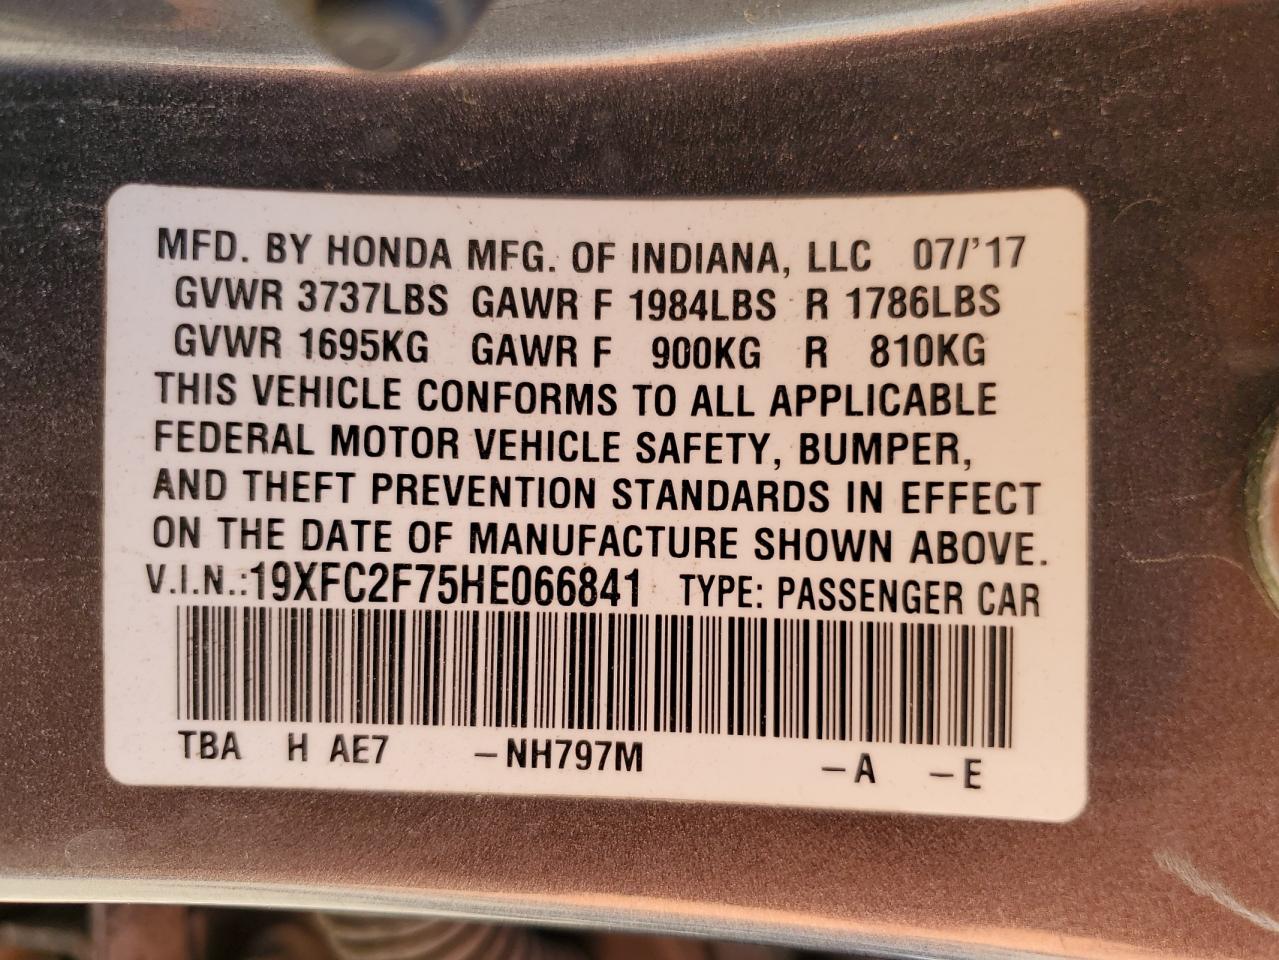 MFD. BY HONDA MFG. OF INDIANA, LLC 07/'17
GVWR 3737LBS GAWR F 1984LBS R 1786LBS
GVWR 1695KG GAWR F 900KG R 810KG
THIS VEHICLE CONFORMS TO ALL APPLICABLE
FEDERAL MOTOR VEHICLE SAFETY, BUMPER,
AND THEFT PREVENTION STANDARDS IN EFFECT
ON THE DATE OF MANUFACTURE SHOWN ABOVE.
V.I.N.:19XFC2F75HE066841 TYPE: PASSENGER CAR
TBA H AE7 –NH797M –A –E